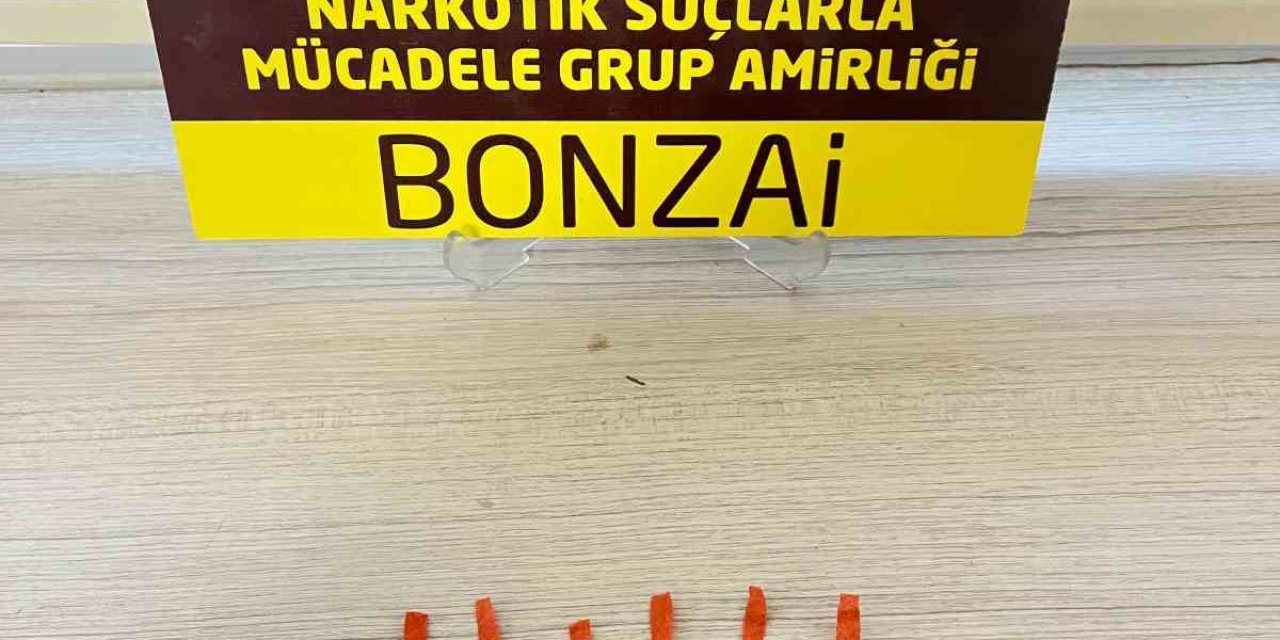 NARKOTİK SUÇLARLA
MÜCADELE GRUP AMİRLİĞİ
BONZAİ